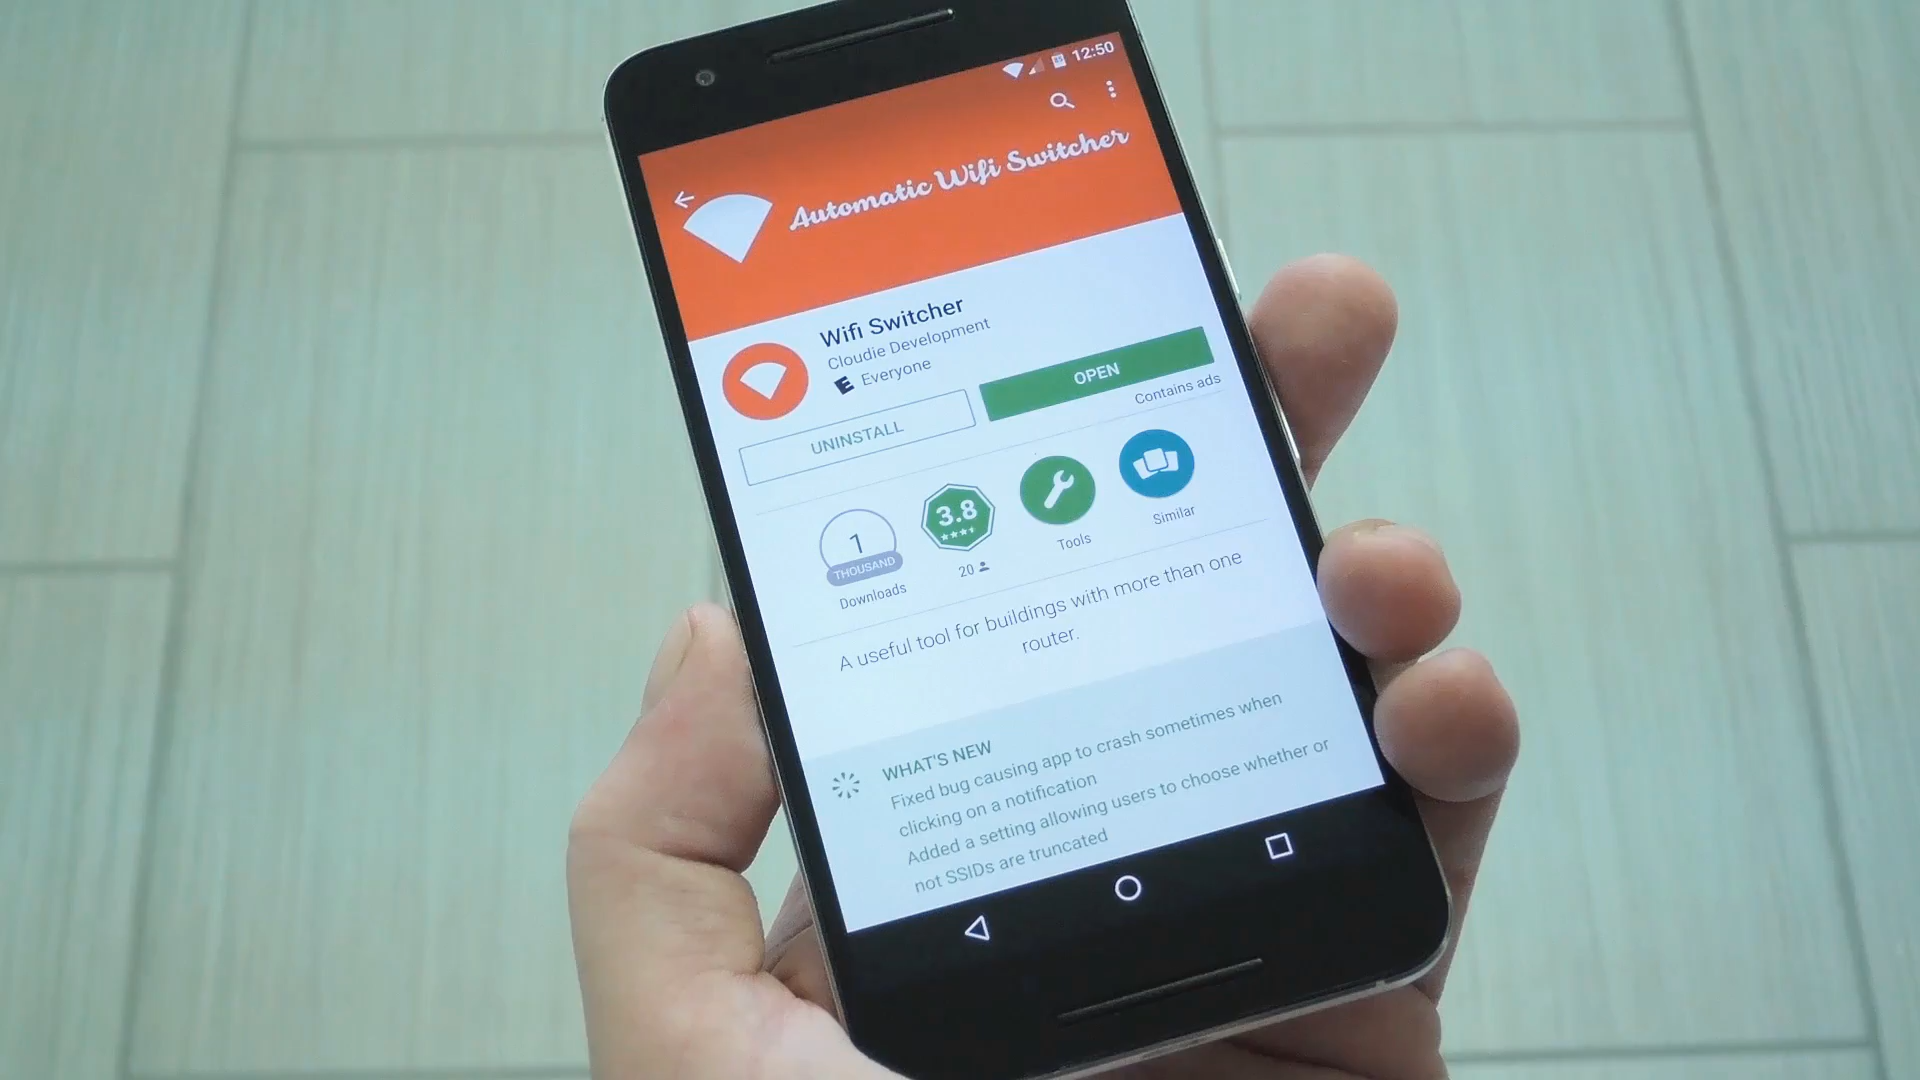 12:50
Automatic Wifi Switcher
Wifi Switcher
Cloudie Development
E Everyone
UNINSTALL
OPEN
Contains ads
1
THOUSAND
Downloads
3.8
20
Tools
Similar
A useful tool for buildings with more than one
router.
WHAT'S NEW
Fixed bug causing app to crash sometimes when
clicking on a notification
Added a setting allowing users to choose whether or
not SSIDs are truncated